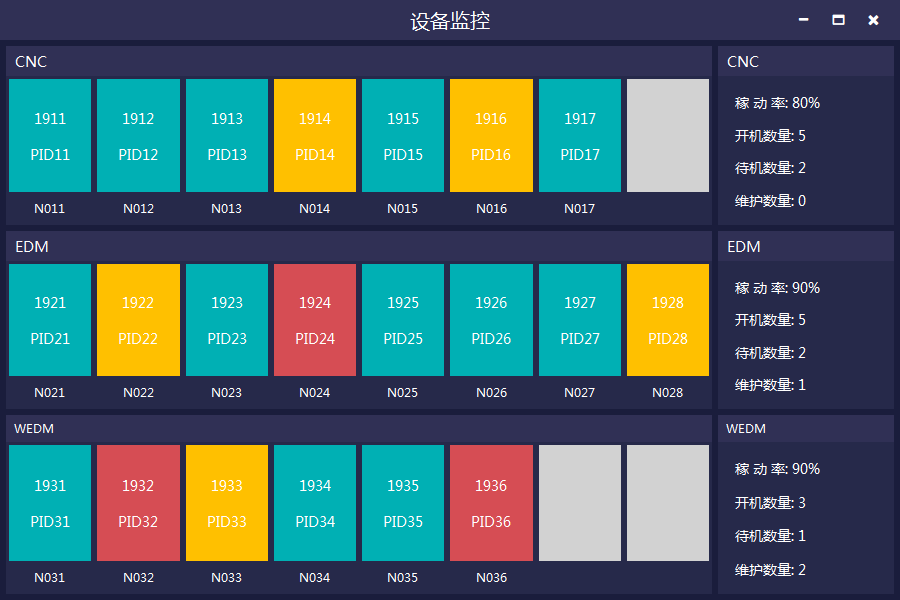 设备监控
CNC
1911 1912 1913 1914 1915 1916 1917
PID11 PID12 PID13 PID14 PID15 PID16 PID17
N011 N012 N013 N014 N015 N016 N017
CNC
稼 动 率: 80%
开机数量: 5
待机数量: 2
维护数量: 0
EDM
1921 1922 1923 1924 1925 1926 1927 1928
PID21 PID22 PID23 PID24 PID25 PID26 PID27 PID28
N021 N022 N023 N024 N025 N026 N027 N028
EDM
稼 动 率: 90%
开机数量: 5
待机数量: 2
维护数量: 1
WEDM
1931 1932 1933 1934 1935 1936
PID31 PID32 PID33 PID34 PID35 PID36
N031 N032 N033 N034 N035 N036
WEDM
稼 动 率: 90%
开机数量: 3
待机数量: 1
维护数量: 2